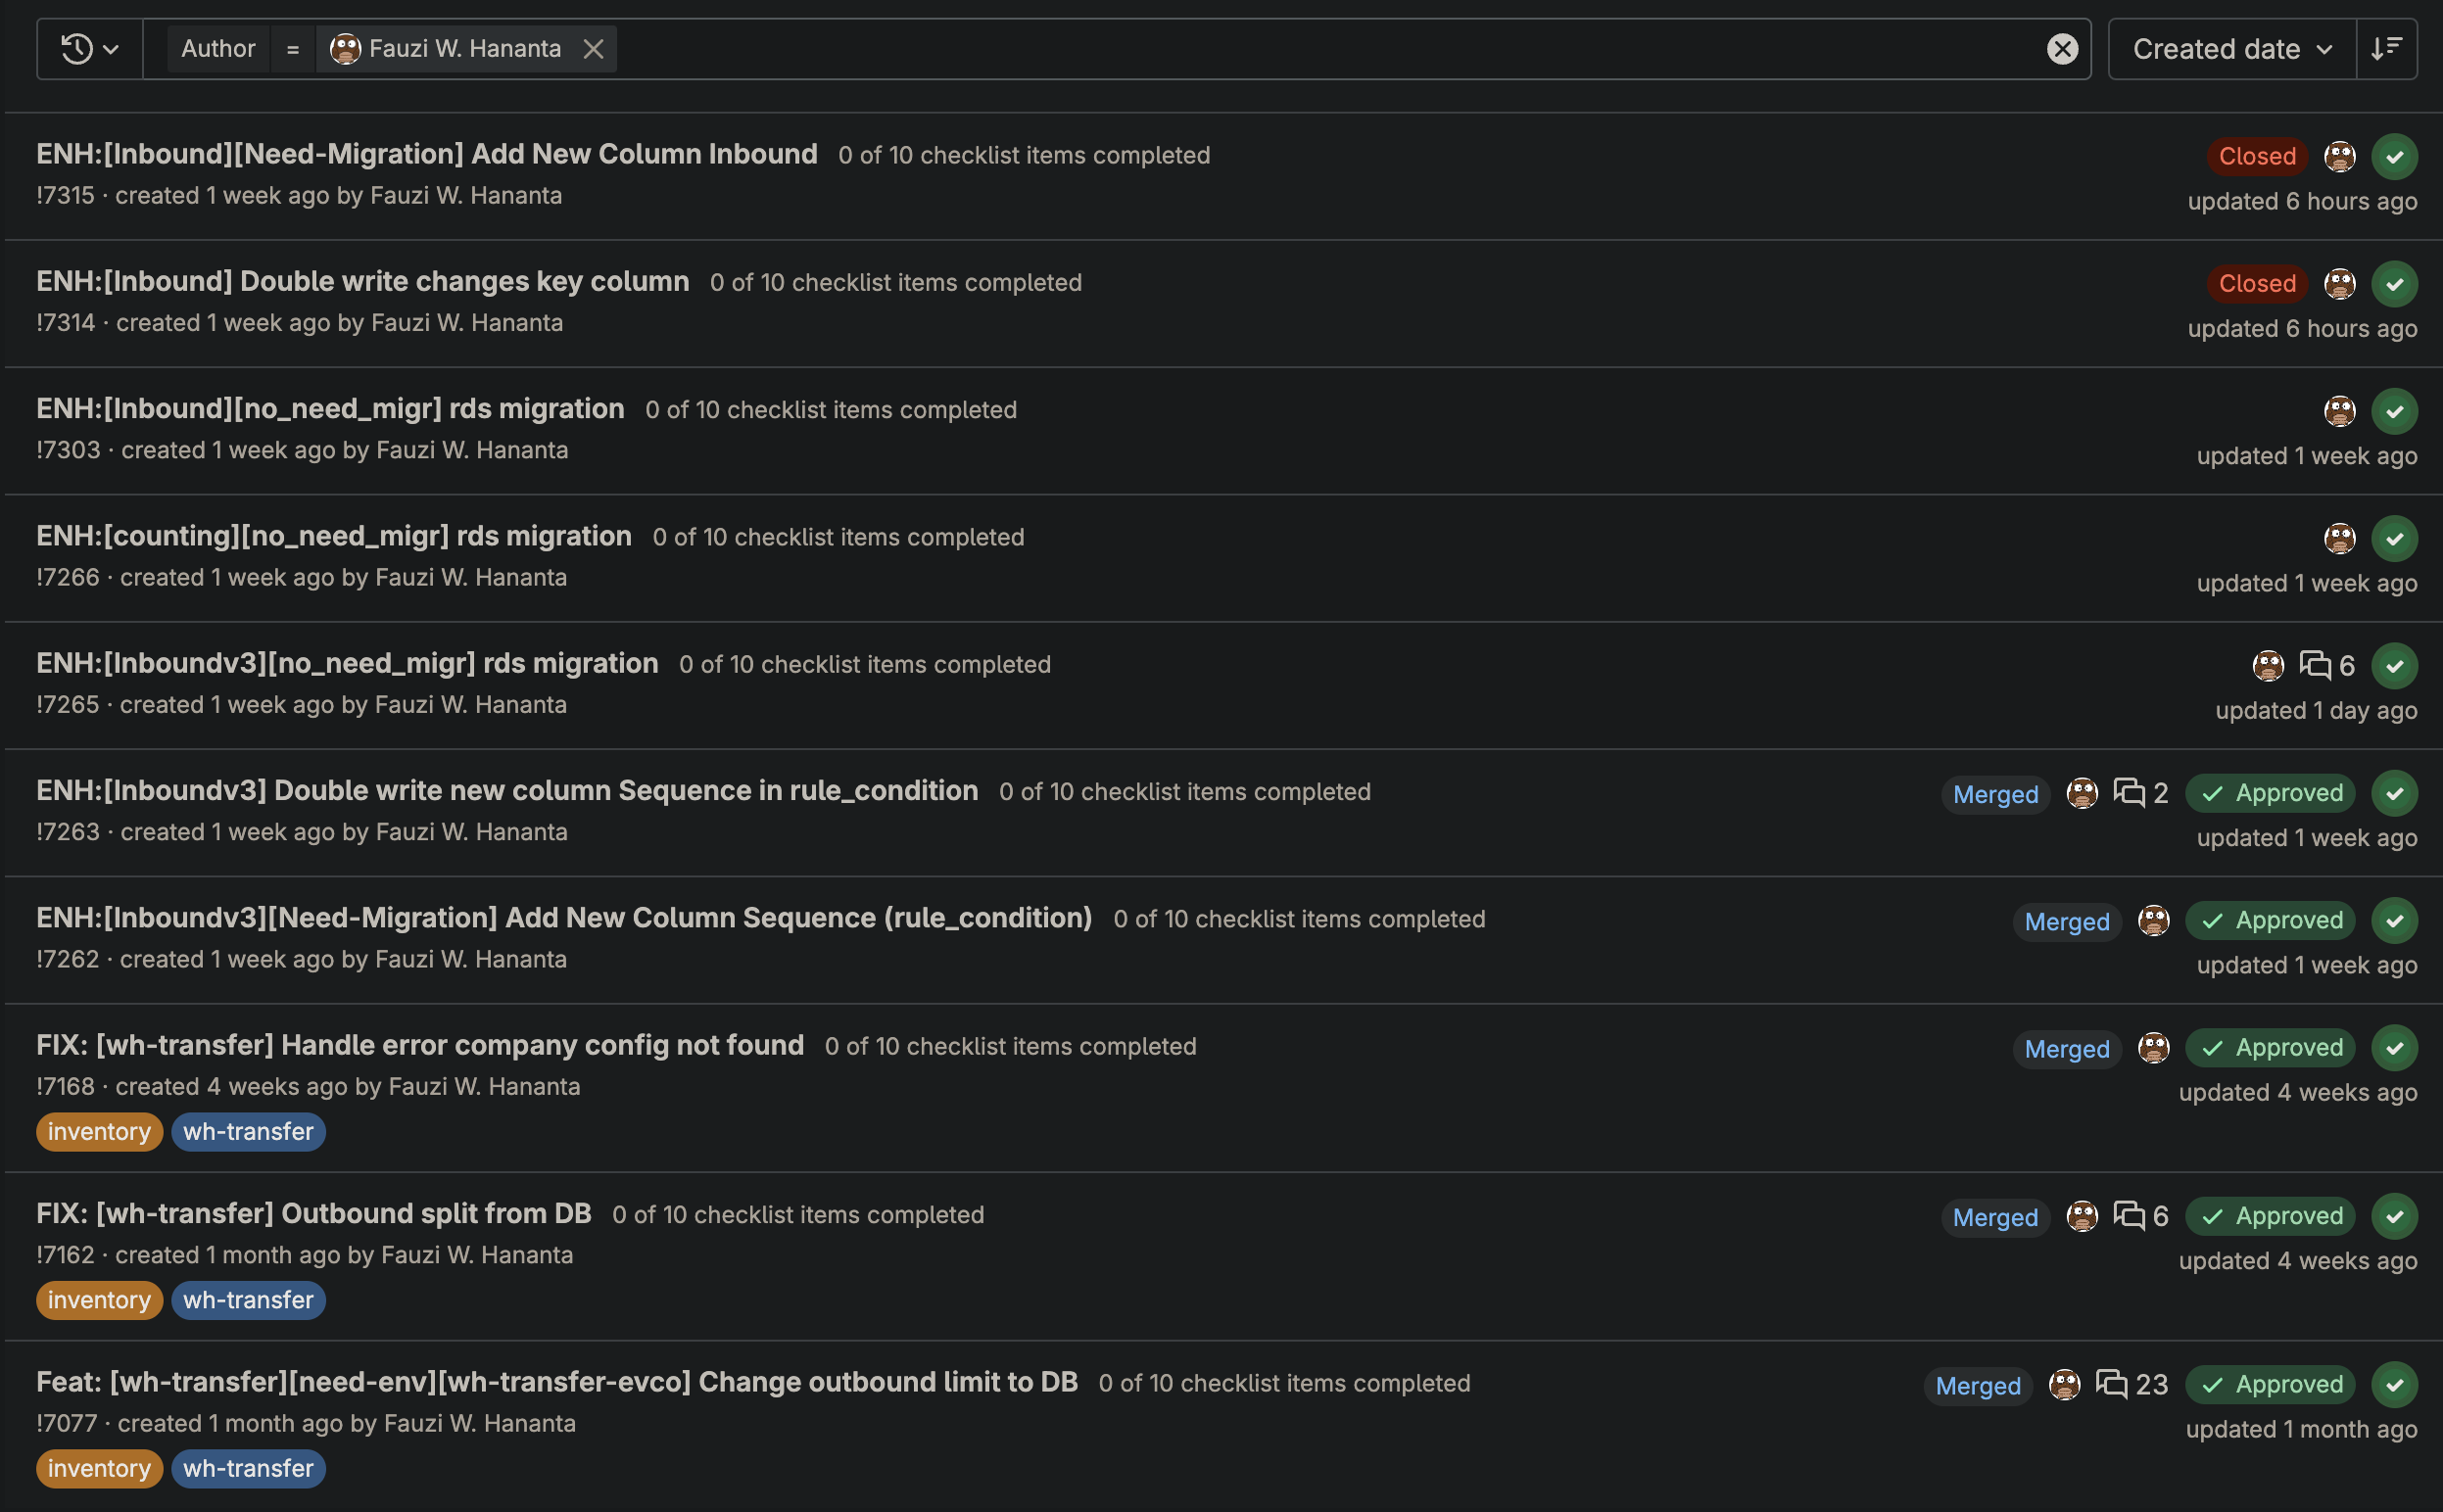 Author = Fauzi W. Hananta Created date
ENH:[Inbound][Need-Migration] Add New Column Inbound 0 of 10 checklist items completed Closed
!7315 · created 1 week ago by Fauzi W. Hananta updated 6 hours ago
ENH:[Inbound] Double write changes key column 0 of 10 checklist items completed Closed
!7314 · created 1 week ago by Fauzi W. Hananta updated 6 hours ago
ENH:[Inbound][no_need_migr] rds migration 0 of 10 checklist items completed
!7303 · created 1 week ago by Fauzi W. Hananta updated 1 week ago
ENH:[counting][no_need_migr] rds migration 0 of 10 checklist items completed
!7266 · created 1 week ago by Fauzi W. Hananta updated 1 week ago
ENH:[Inboundv3][no_need_migr] rds migration 0 of 10 checklist items completed 6
!7265 · created 1 week ago by Fauzi W. Hananta updated 1 day ago
ENH:[Inboundv3] Double write new column Sequence in rule_condition 0 of 10 checklist items completed Merged 2 Approved
!7263 · created 1 week ago by Fauzi W. Hananta updated 1 week ago
ENH:[Inboundv3][Need-Migration] Add New Column Sequence (rule_condition) 0 of 10 checklist items completed Merged Approved
!7262 · created 1 week ago by Fauzi W. Hananta updated 1 week ago
FIX: [wh-transfer] Handle error company config not found 0 of 10 checklist items completed Merged Approved
!7168 · created 4 weeks ago by Fauzi W. Hananta updated 4 weeks ago
inventory wh-transfer
FIX: [wh-transfer] Outbound split from DB 0 of 10 checklist items completed Merged 6 Approved
!7162 · created 1 month ago by Fauzi W. Hananta updated 4 weeks ago
inventory wh-transfer
Feat: [wh-transfer][need-env][wh-transfer-evco] Change outbound limit to DB 0 of 10 checklist items completed Merged 23 Approved
!7077 · created 1 month ago by Fauzi W. Hananta updated 1 month ago
inventory wh-transfer